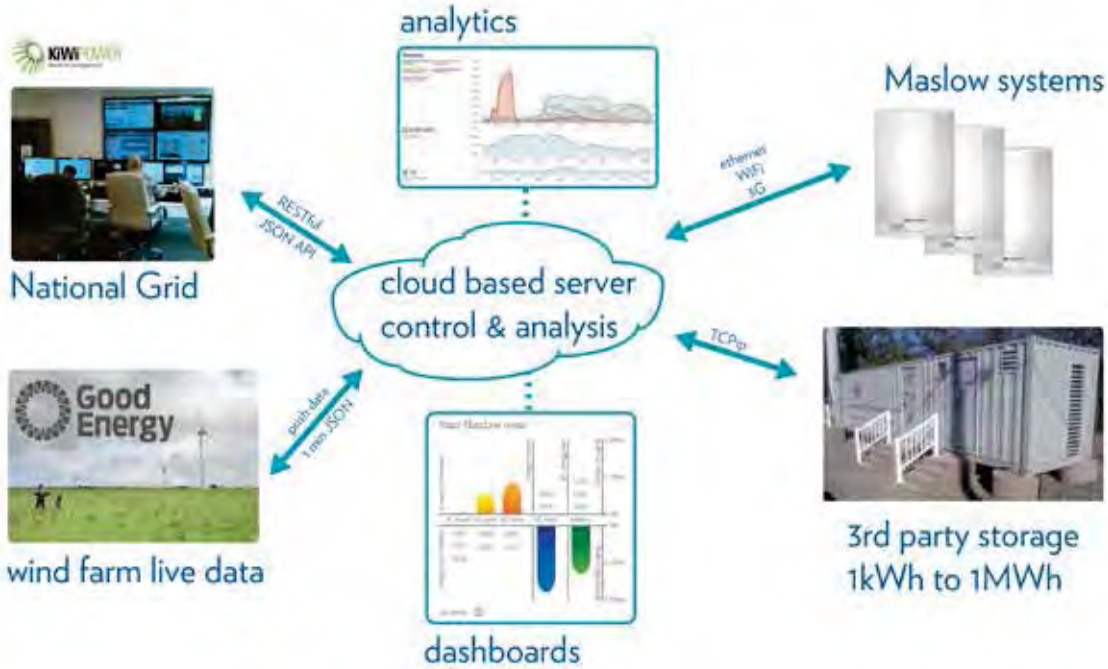 analytics
KiWiPOWER
Maslow systems
ethernet
WiFi
3G
RESTful
JSON API
National Grid
cloud based server
control & analysis
TCPIP
Good
Energy
push data
1 min JSON
wind farm live data
3rd party storage
1kWh to 1MWh
dashboards